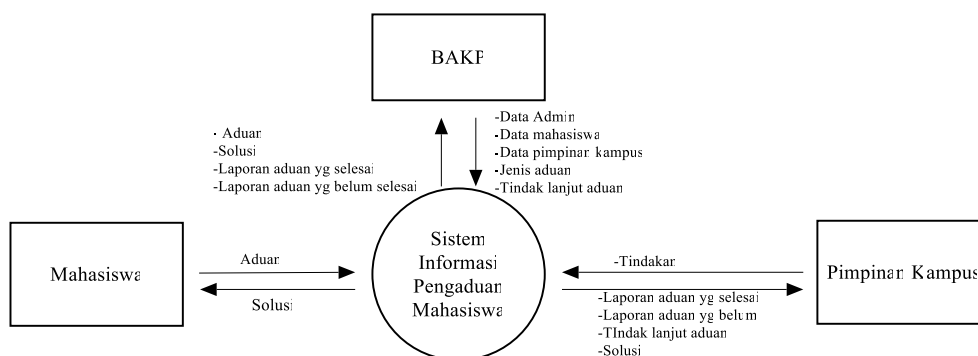 BAKP
- Aduan
-Solusi
-Laporan aduan yg selesai
-Laporan aduan yg belum selesai
-Data Admin
-Data mahasiswa
-Data pimpinan kampus
-Jenis aduan
-Tindak lanjut aduan
Mahasiswa
Aduan
Solusi
Sistem
Informasi
Pengaduan
Mahasiswa
-Tindakan
-Laporan aduan yg selesai
-Laporan aduan yg belum
-TIndak lanjut aduan
-Solusi
Pimpinan Kampus